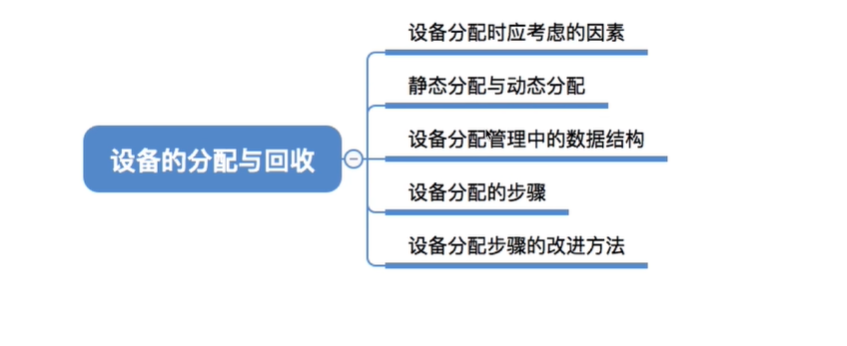 设备分配时应考虑的因素
静态分配与动态分配
设备分配管理中的数据结构
设备的分配与回收
设备分配的步骤
设备分配步骤的改进方法